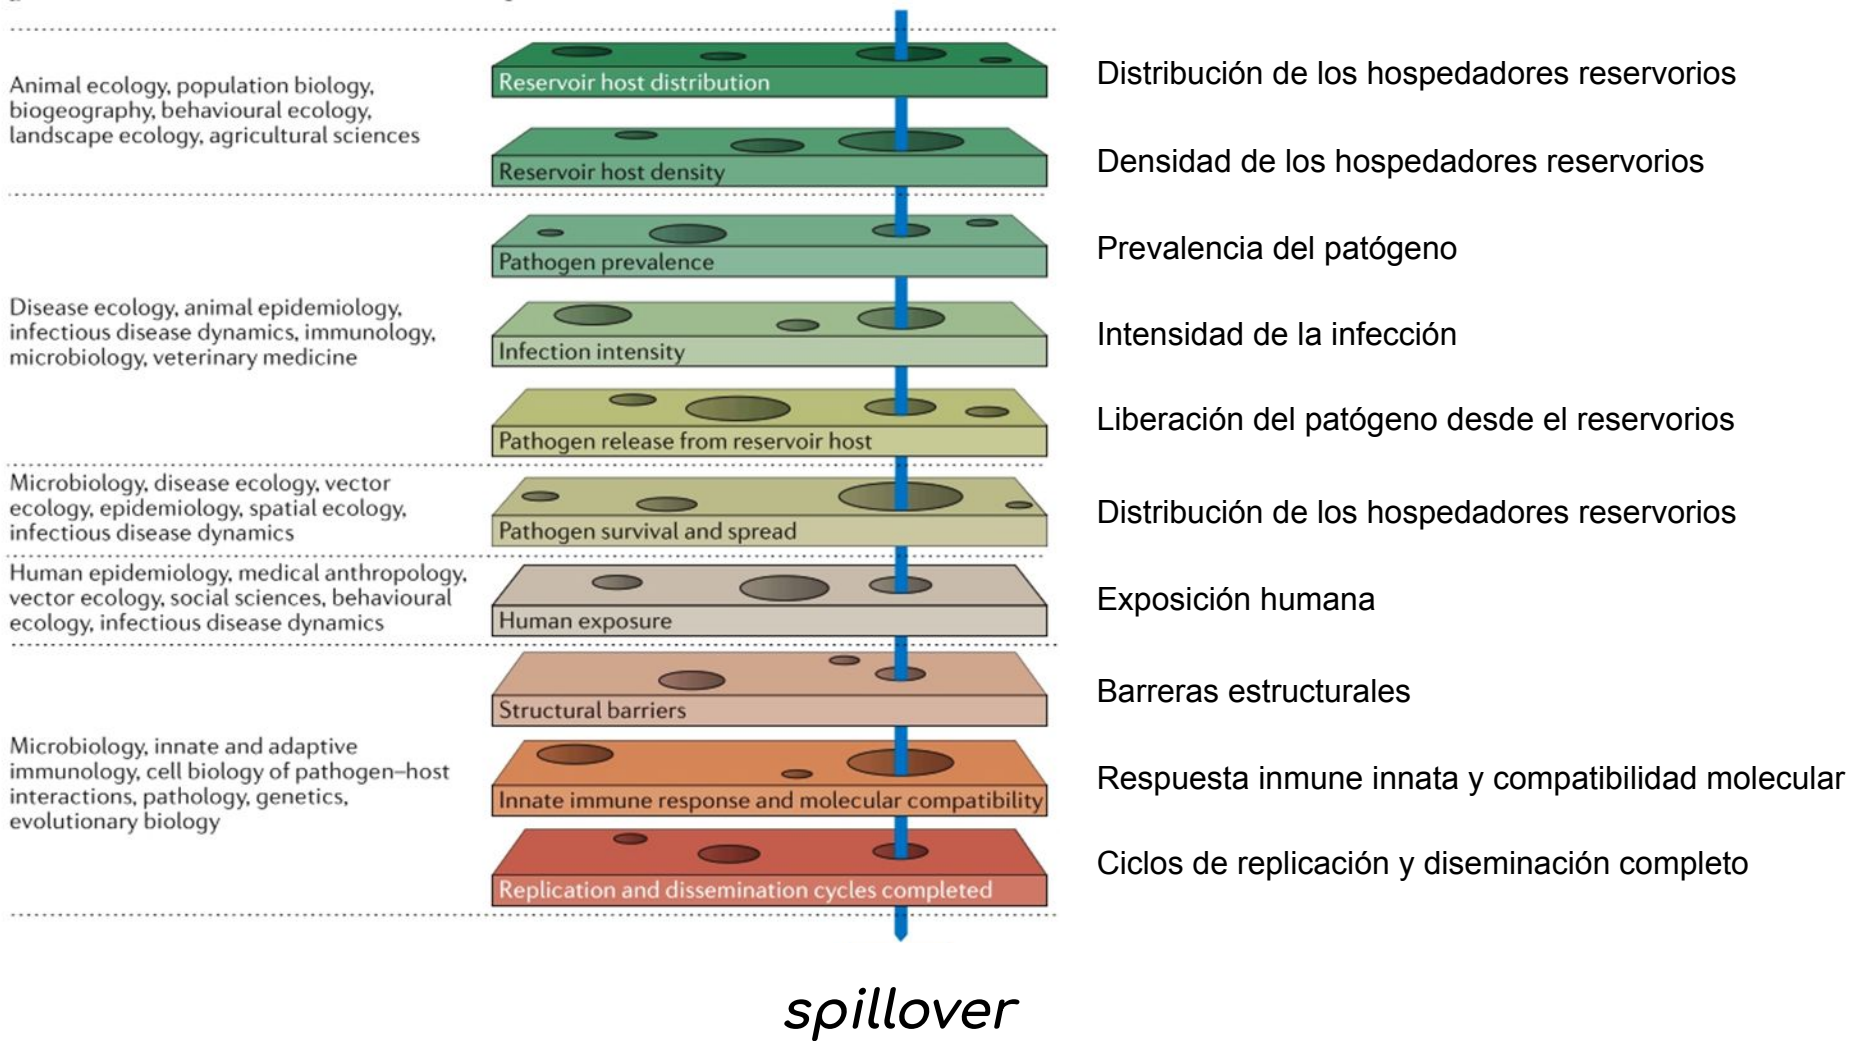 Animal ecology, population biology,
biogeography, behavioural ecology,
landscape ecology, agricultural sciences
Reservoir host distribution
Distribución de los hospedadores reservorios
Reservoir host density
Densidad de los hospedadores reservorios
Disease ecology, animal epidemiology,
infectious disease dynamics, immunology,
microbiology, veterinary medicine
Pathogen prevalence
Prevalencia del patógeno
Infection intensity
Intensidad de la infección
Pathogen release from reservoir host
Liberación del patógeno desde el reservorios
Microbiology, disease ecology, vector
ecology, epidemiology, spatial ecology,
infectious disease dynamics
Pathogen survival and spread
Distribución de los hospedadores reservorios
Human epidemiology, medical anthropology,
vector ecology, social sciences, behavioural
ecology, infectious disease dynamics
Human exposure
Exposición humana
Microbiology, innate and adaptive
immunology, cell biology of pathogen–host
interactions, pathology, genetics,
evolutionary biology
Structural barriers
Barreras estructurales
Innate immune response and molecular compatibility
Respuesta inmune innata y compatibilidad molecular
Replication and dissemination cycles completed
Ciclos de replicación y diseminación completo
spillover